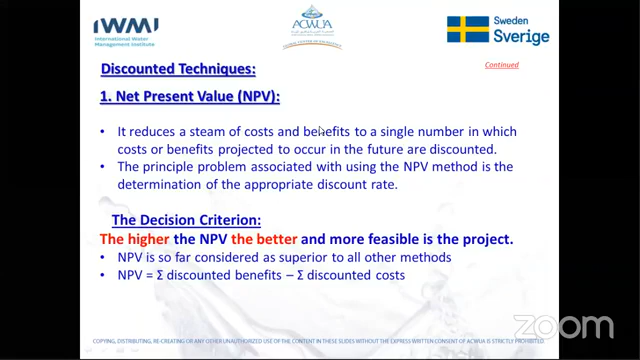 IWMI
International Water
Management Institute
ACWUA
Sweden
Sverige
Discounted Techniques:
Continued
1. Net Present Value (NPV):
• It reduces a steam of costs and benefits to a single number in which
costs or benefits projected to occur in the future are discounted.
• The principle problem associated with using the NPV method is the
determination of the appropriate discount rate.
The Decision Criterion:
The higher the NPV the better and more feasible is the project.
• NPV is so far considered as superior to all other methods
• NPV = Σ discounted benefits – Σ discounted costs
zoom
COPYING, DISTRIBUTING, RE-CREATING OR ANY OTHER UNAUTHORIZED USE OF THE CONTENT IN THESE SLIDES WITHOUT THE EXPRESS WRITTEN CONSENT OF ACWUA IS STRICTLY PROHIBITED.